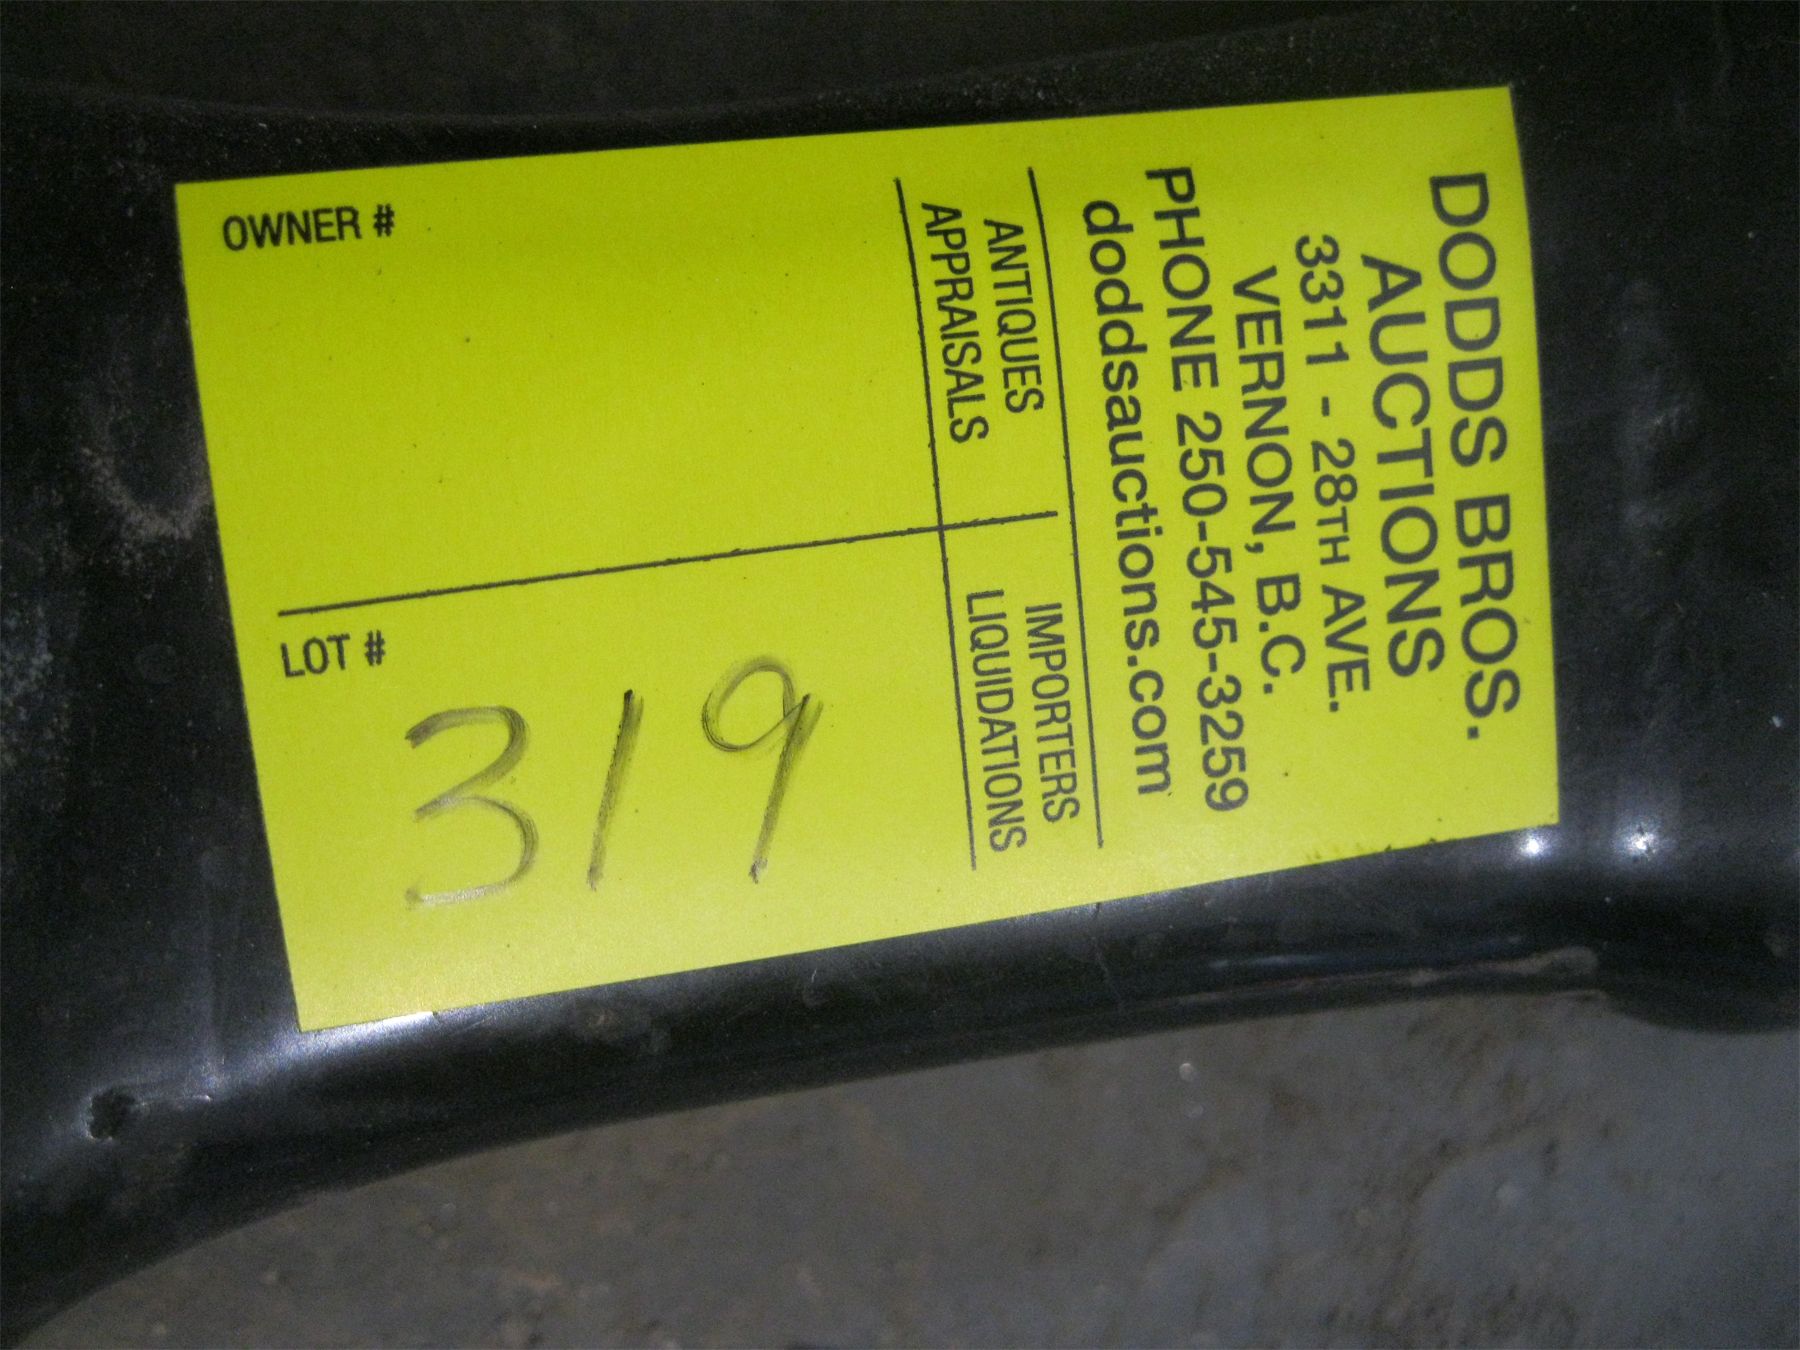 DODDS BROS.
AUCTIONS
3311 - 28TH AVE.
VERNON, B.C.
PHONE 250-545-3259
doddsauctions.com
ANTIQUES
APPRAISALS
IMPORTERS
LIQUIDATIONS
OWNER #
LOT #
319